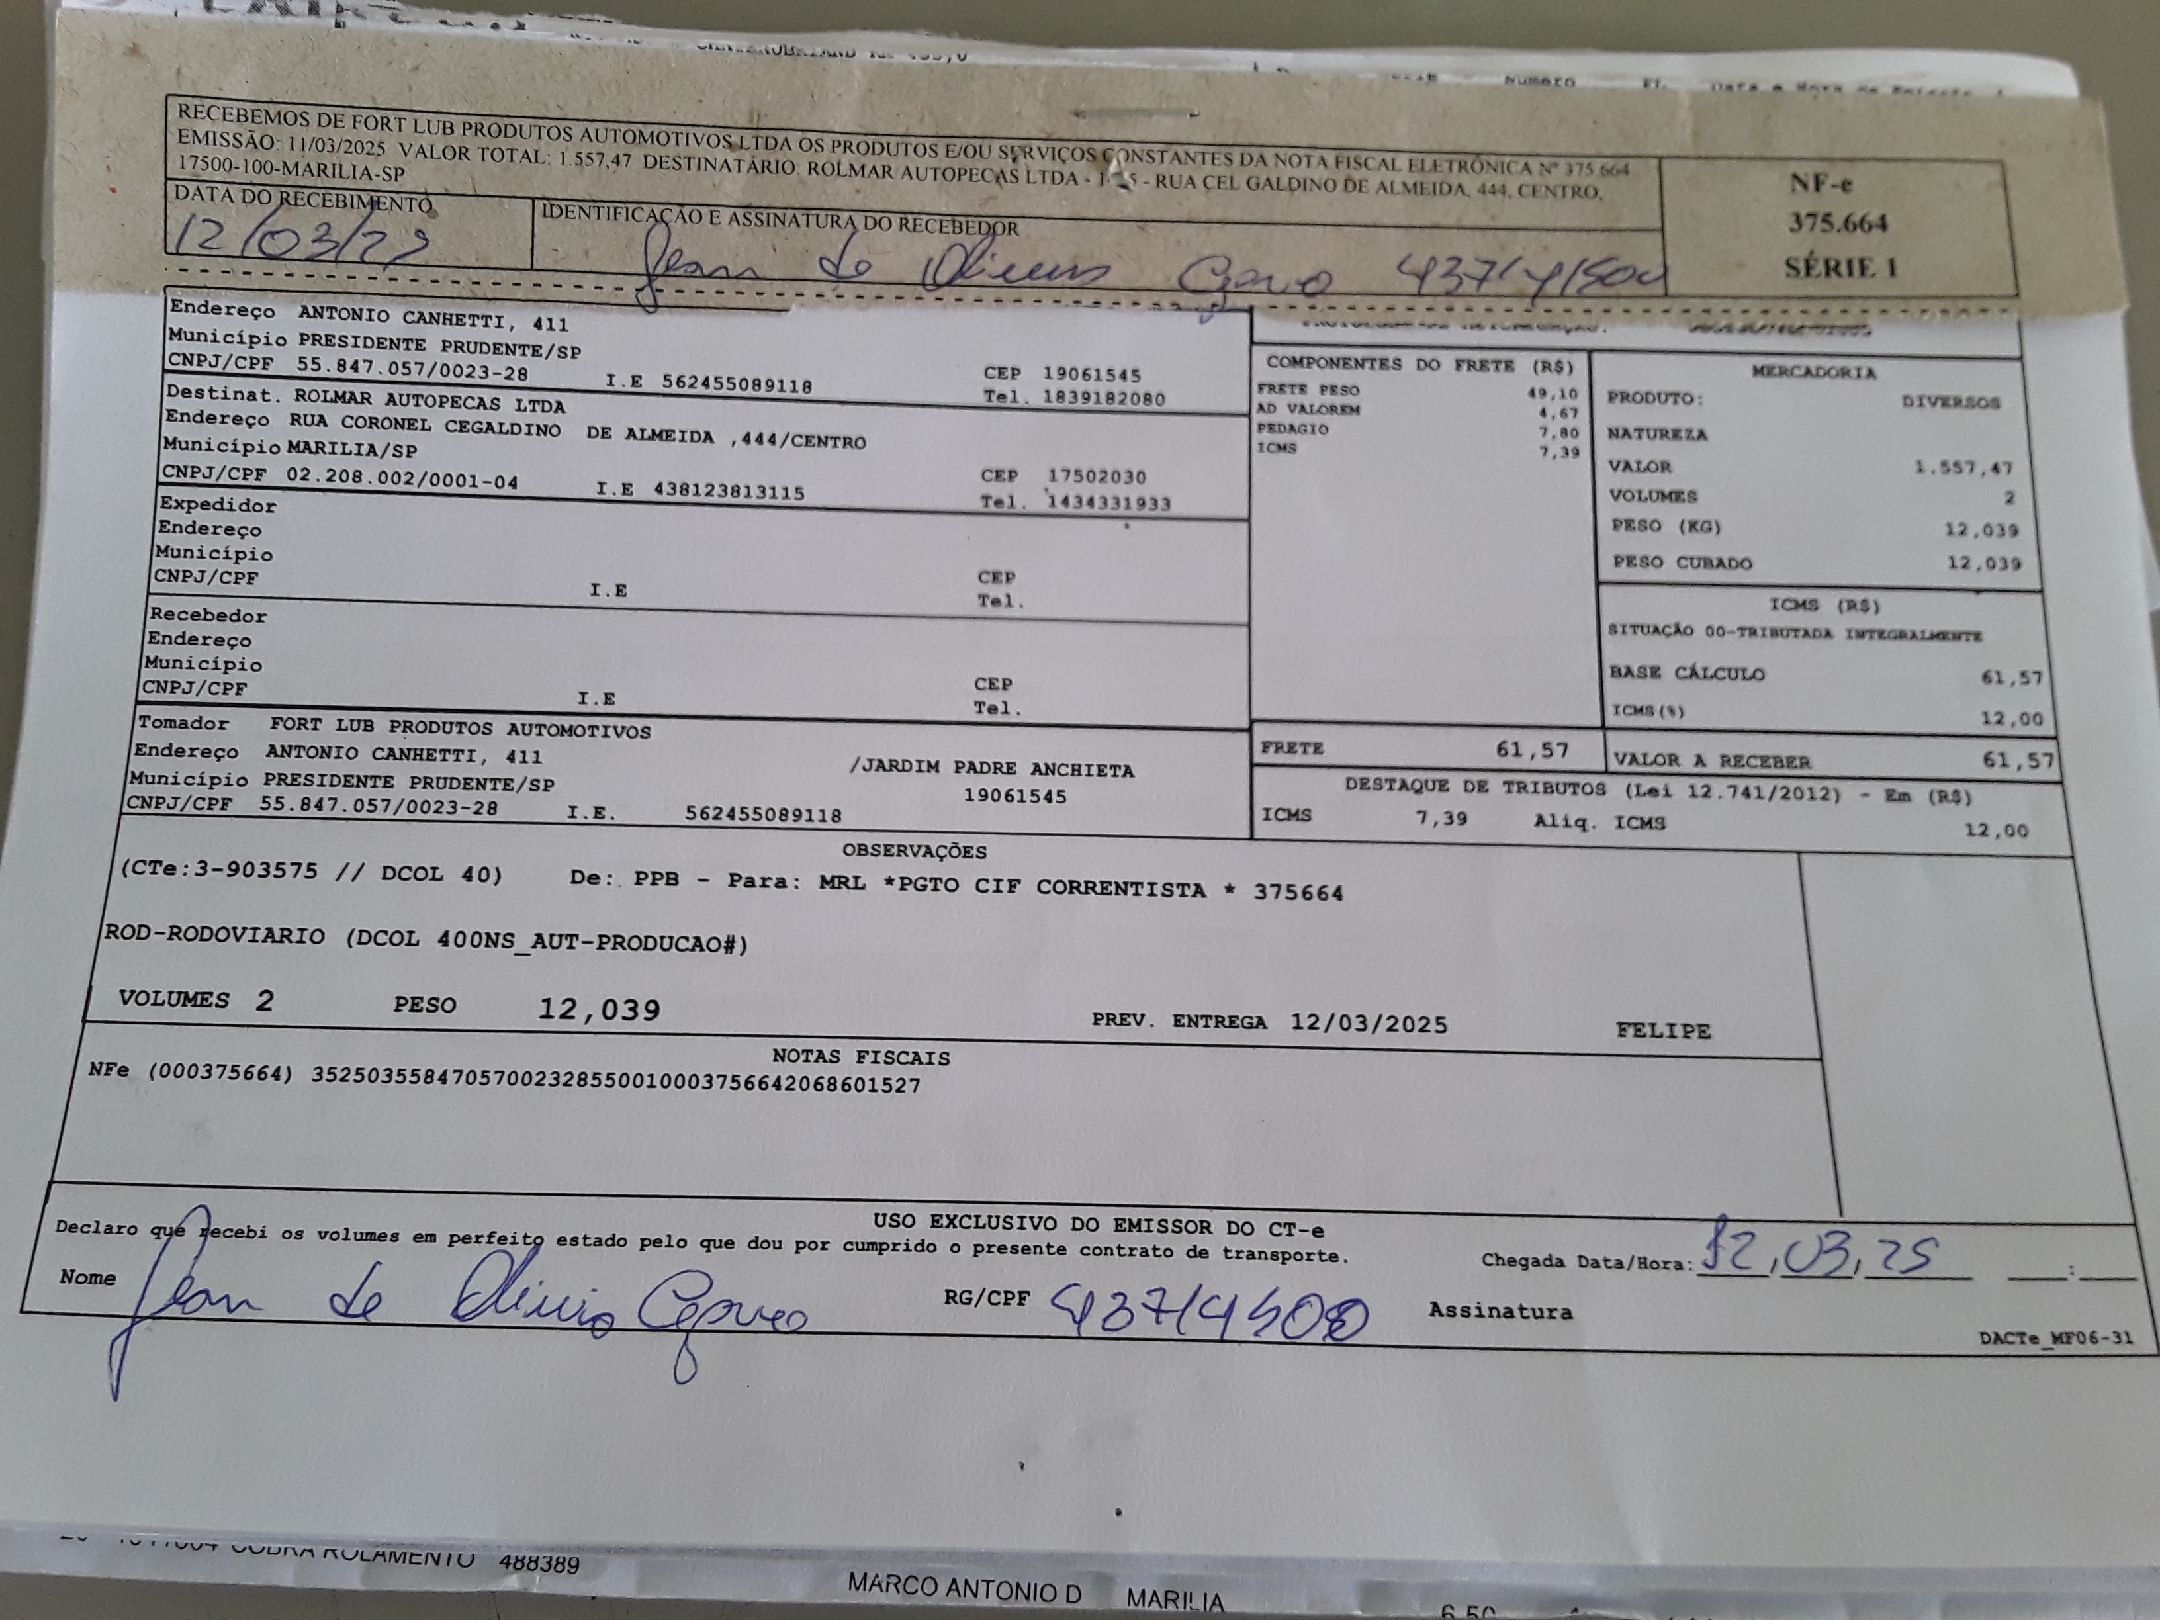 RECEBEMOS DE FORT LUB PRODUTOS AUTOMOTIVOS LTDA OS PRODUTOS E/OU SERVIÇOS CONSTANTES DA NOTA FISCAL ELETRÔNICA Nº 375.664
EMISSÃO: 11/03/2025 VALOR TOTAL: 1.557,47 DESTINATÁRIO: ROLMAR AUTOPECAS LTDA - - RUA CEL GALDINO DE ALMEIDA, 444, CENTRO,
17500-100-MARILIA-SP
NF-e
375.664
SÉRIE 1
DATA DO RECEBIMENTO
12/03/25
IDENTIFICAÇÃO E ASSINATURA DO RECEBEDOR
Jean de
Endereço ANTONIO CANHETTI, 411
Município PRESIDENTE PRUDENTE/SP
CNPJ/CPF 55.847.057/0023-28 I.E 562455089118
CEP 19061545
Tel. 1839182080
Destinat. ROLMAR AUTOPECAS LTDA
Endereço RUA CORONEL CEGALDINO DE ALMEIDA ,444/CENTRO
Município MARILIA/SP
CNPJ/CPF 02.208.002/0001-04 I.E 438123813115
CEP 17502030
Tel. 1434331933
Expedidor
Endereço
Município
CNPJ/CPF I.E
CEP
Tel.
Recebedor
Endereço
Município
CNPJ/CPF I.E
CEP
Tel.
Tomador FORT LUB PRODUTOS AUTOMOTIVOS
Endereço ANTONIO CANHETTI, 411 /JARDIM PADRE ANCHIETA
Município PRESIDENTE PRUDENTE/SP 19061545
CNPJ/CPF 55.847.057/0023-28 I.E. 562455089118
COMPONENTES DO FRETE (R$)
FRETE PESO 49,10
AD VALOREM 4,67
PEDAGIO 7,80
ICMS 7,39
MERCADORIA
PRODUTO: DIVERSOS
NATUREZA
VALOR 1.557,47
VOLUMES 2
PESO (KG) 12,039
PESO CUBADO 12,039
ICMS (R$)
SITUAÇÃO 00-TRIBUTADA INTEGRALMENTE
BASE CÁLCULO 61,57
ICMS(%) 12,00
FRETE 61,57
VALOR A RECEBER 61,57
DESTAQUE DE TRIBUTOS (Lei 12.741/2012) - Em (R$)
ICMS 7,39 Aliq. ICMS 12,00
OBSERVAÇÕES
(CTe:3-903575 // DCOL 40) De: PPB - Para: MRL *PGTO CIF CORRENTISTA * 375664
ROD-RODOVIARIO (DCOL 400NS_AUT-PRODUCAO#)
VOLUMES 2 PESO 12,039 PREV. ENTREGA 12/03/2025 FELIPE
NOTAS FISCAIS
NFe (000375664) 35250355847057002328550010003756642068601527
USO EXCLUSIVO DO EMISSOR DO CT-e
Declaro que recebi os volumes em perfeito estado pelo que dou por cumprido o presente contrato de transporte.
Chegada Data/Hora: 12,03,25 :
Nome Jean de
RG/CPF
Assinatura
DACTe_MF06-31
COBRA ROLAMENTO 488389
MARCO ANTONIO D MARILIA